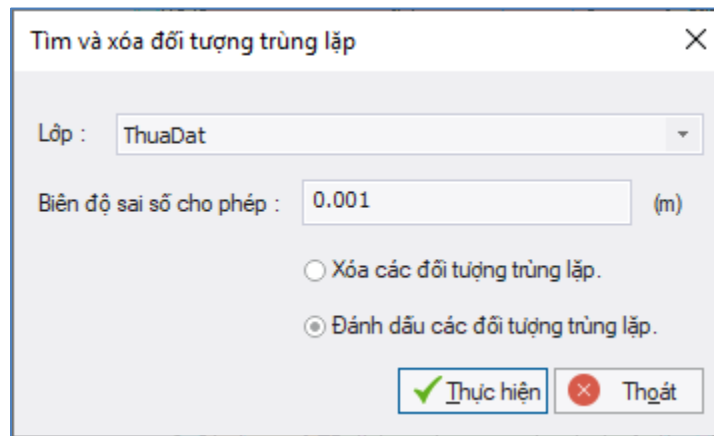 Tìm và xóa đối tượng trùng lặp
Lớp : ThuaDat
Biên độ sai số cho phép : 0.001 (m)
Xóa các đối tượng trùng lặp.
Đánh dấu các đối tượng trùng lặp.
Thực hiện Thoát